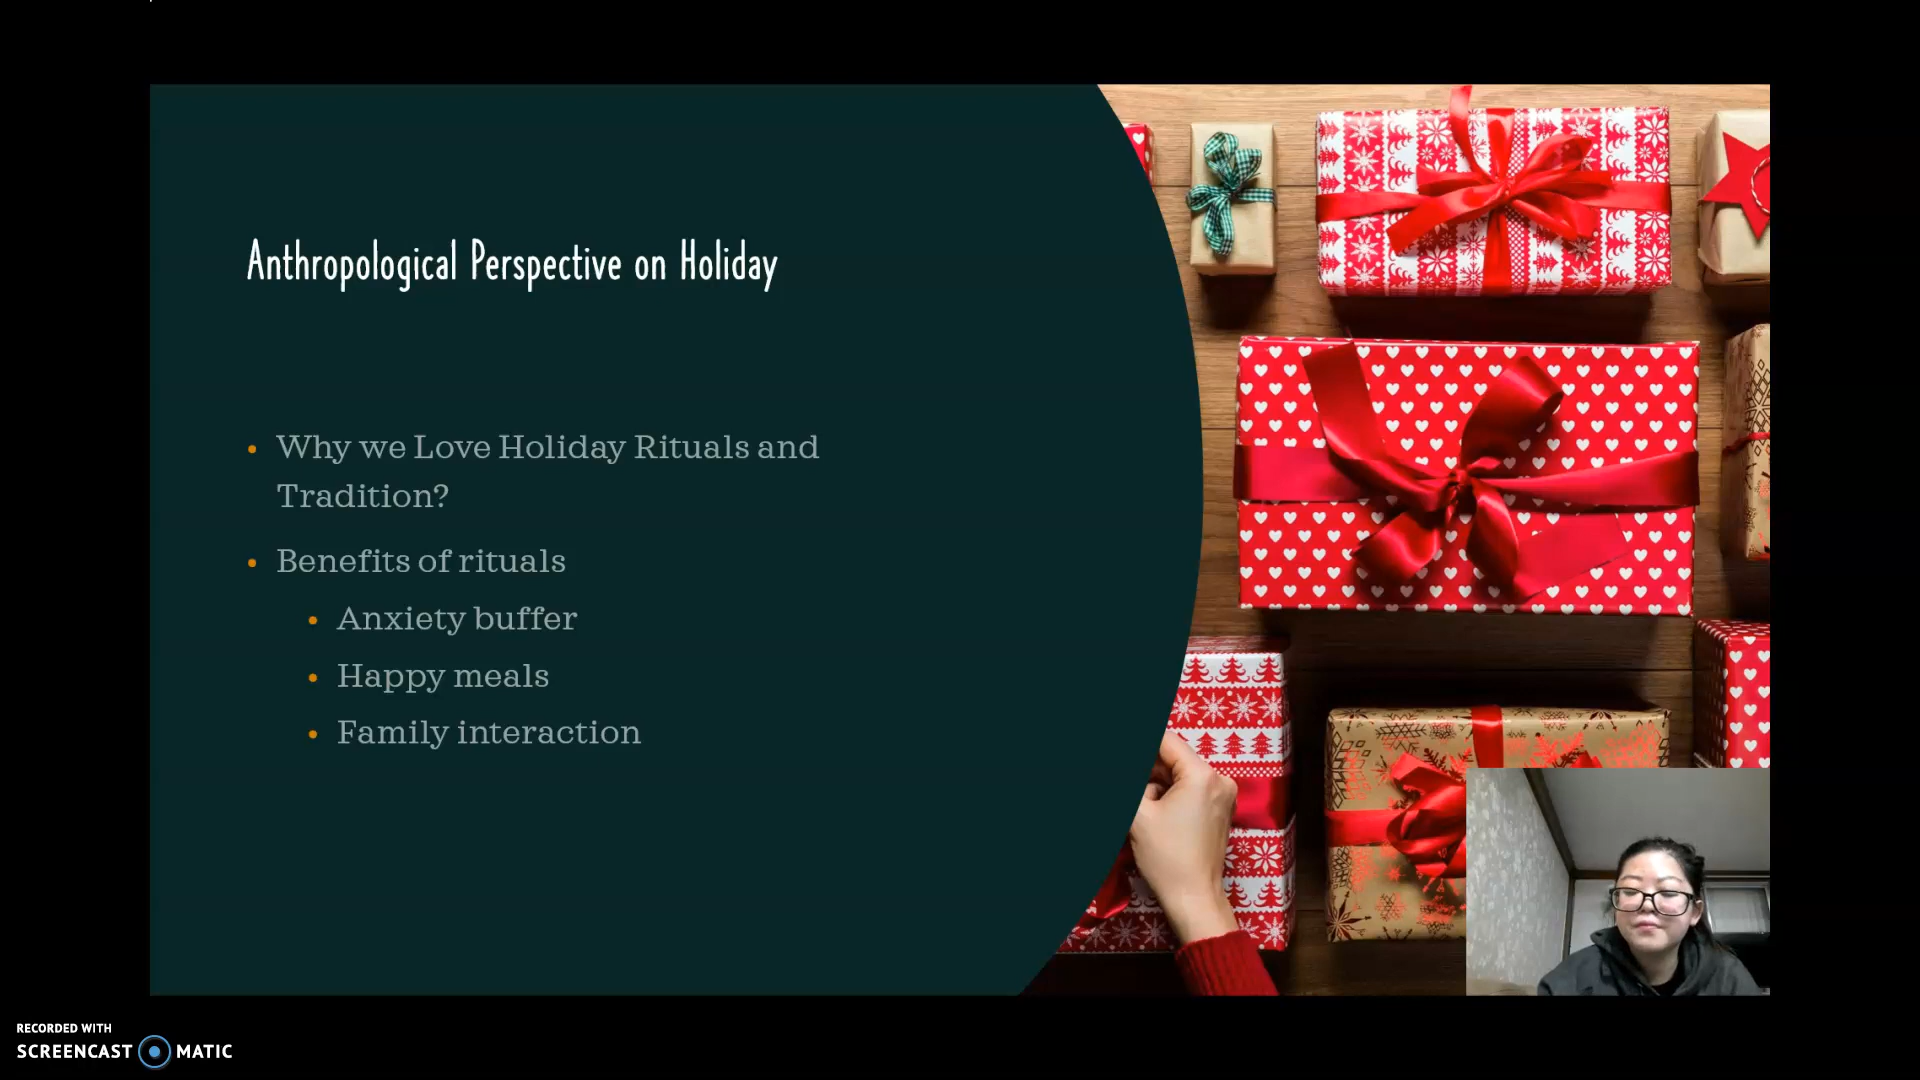 Anthropological Perspective on Holiday
Why we Love Holiday Rituals and
Tradition?
Benefits of rituals
Anxiety buffer
Happy meals
Family interaction
RECORDED WITH
SCREENCAST MATIC